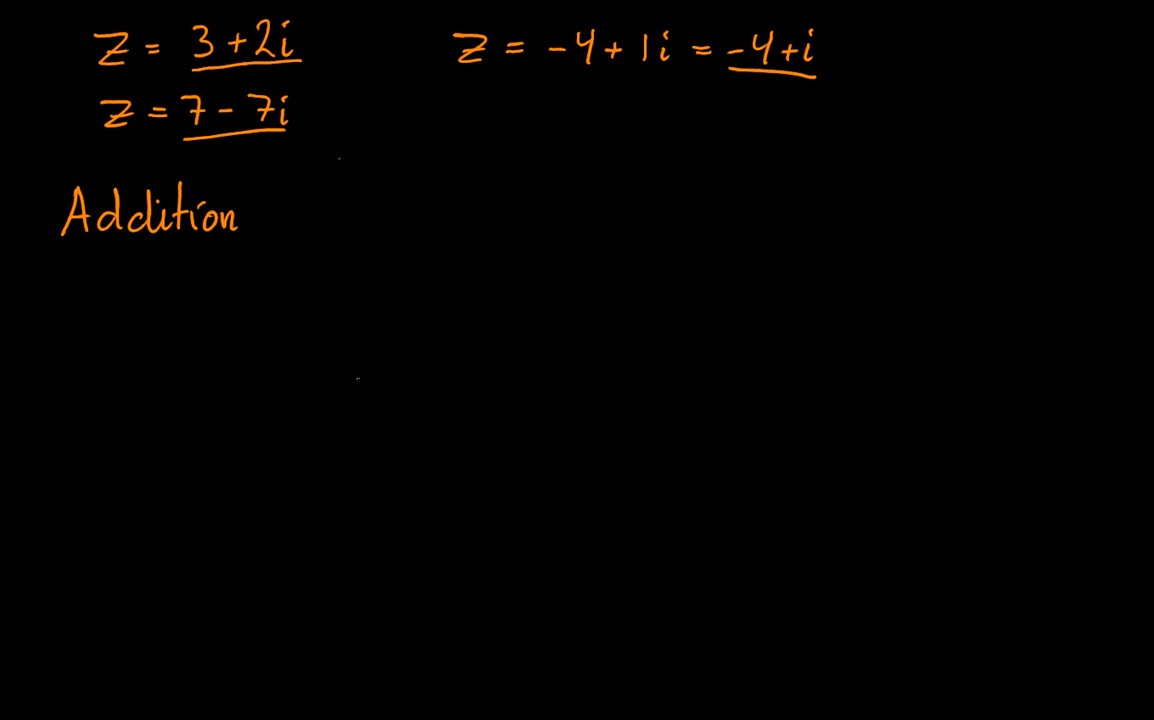 z = 3 + 2i
z = -4 + 1i = -4 + i
z = 7 - 7i
Addition